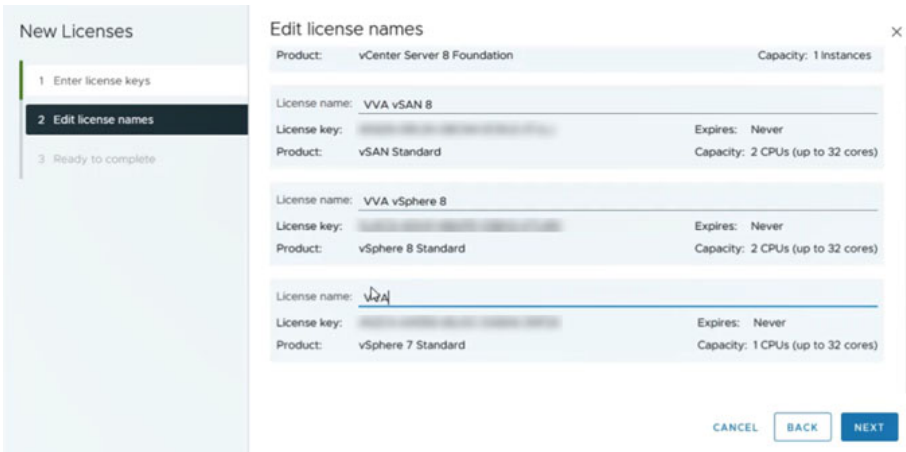 New Licenses
1 Enter license keys
2 Edit license names
3 Ready to complete
Edit license names
Product: vCenter Server 8 Foundation Capacity: 1 Instances
License name: VVA vSAN 8
License key: Expires: Never
Product: vSAN Standard Capacity: 2 CPUs (up to 32 cores)
License name: VVA vSphere 8
License key: Expires: Never
Product: vSphere 8 Standard Capacity: 2 CPUs (up to 32 cores)
License name: VVA
License key: Expires: Never
Product: vSphere 7 Standard Capacity: 1 CPUs (up to 32 cores)
CANCEL BACK NEXT